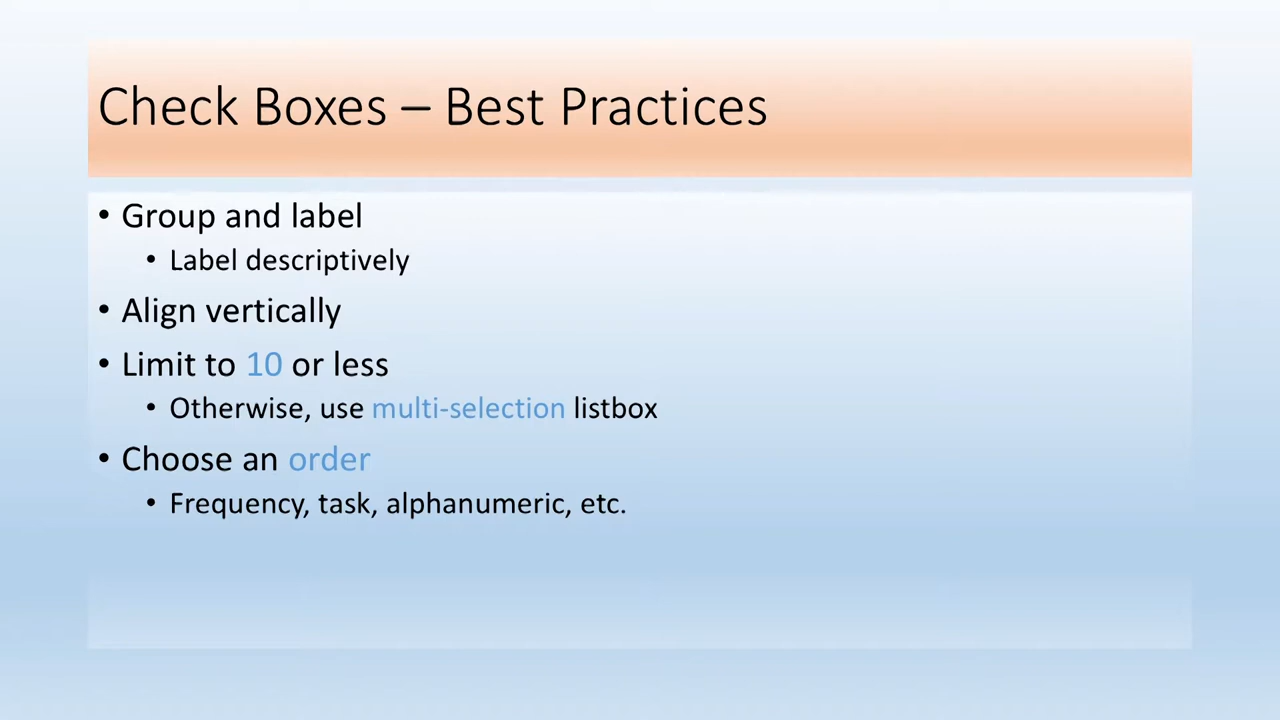 Check Boxes – Best Practices
• Group and label
• Label descriptively
• Align vertically
• Limit to 10 or less
• Otherwise, use multi-selection listbox
• Choose an order
• Frequency, task, alphanumeric, etc.